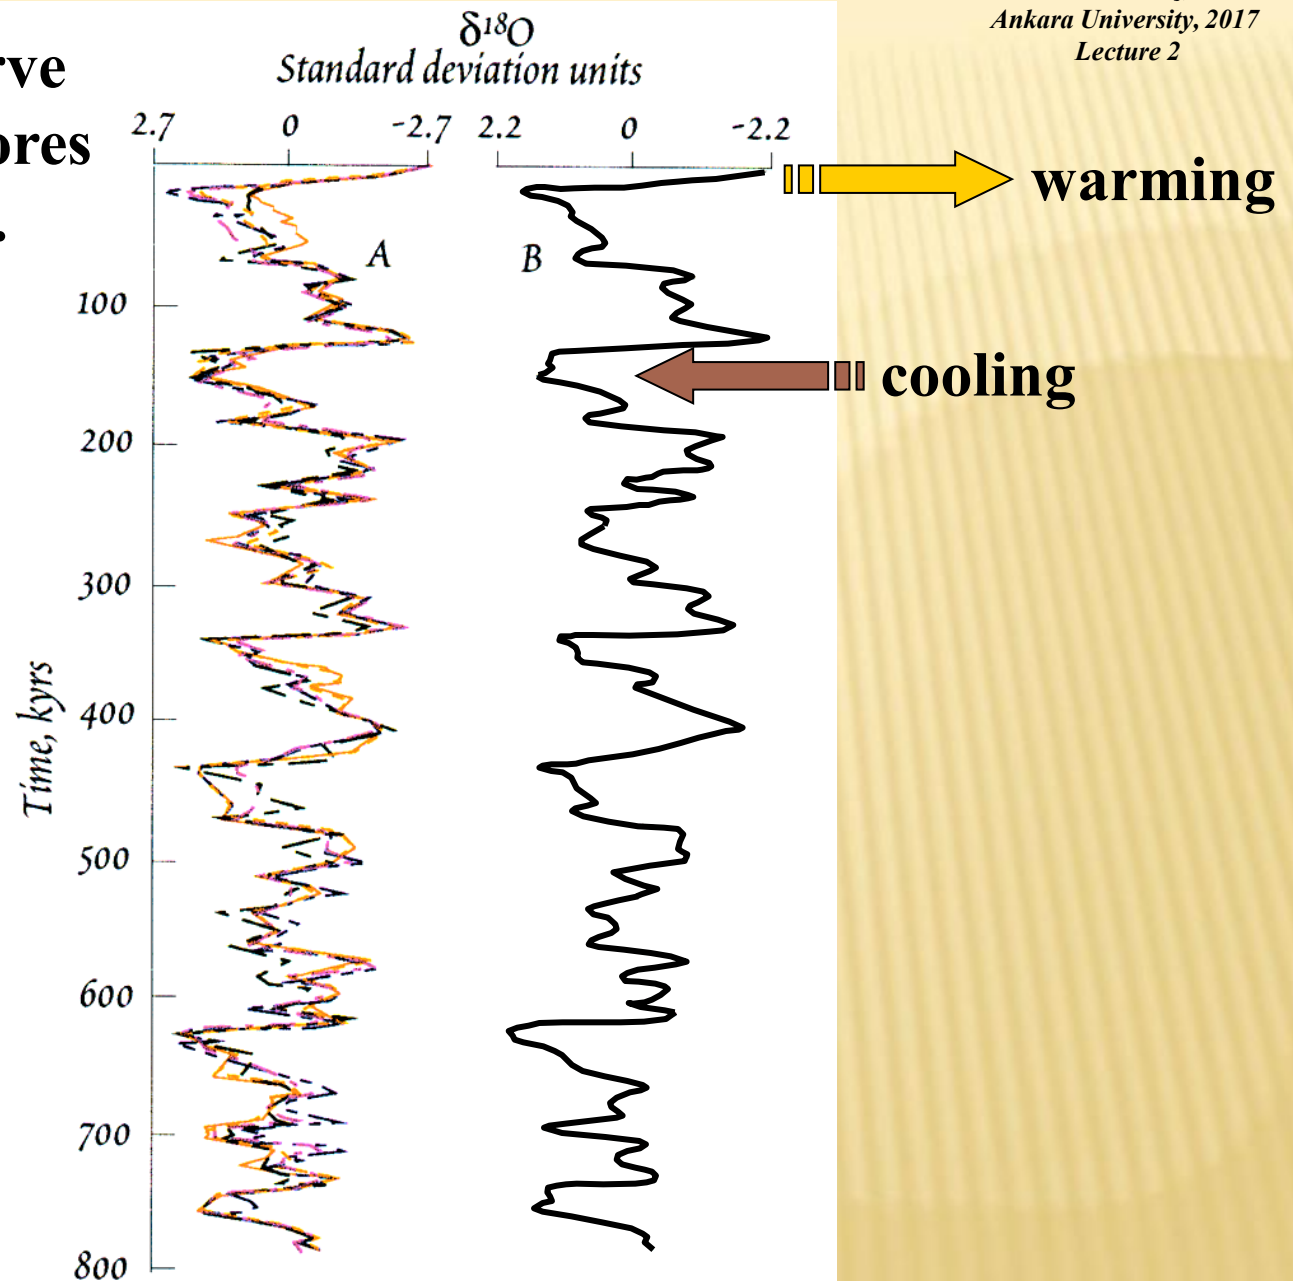 Ankara University, 2017
Lecture 2
rve
ores
.
δ¹⁸O
Standard deviation units
2.7 0 -2.7 2.2 0 -2.2
warming
A B
100
cooling
200
300
400
Time, kyrs
500
600
700
800